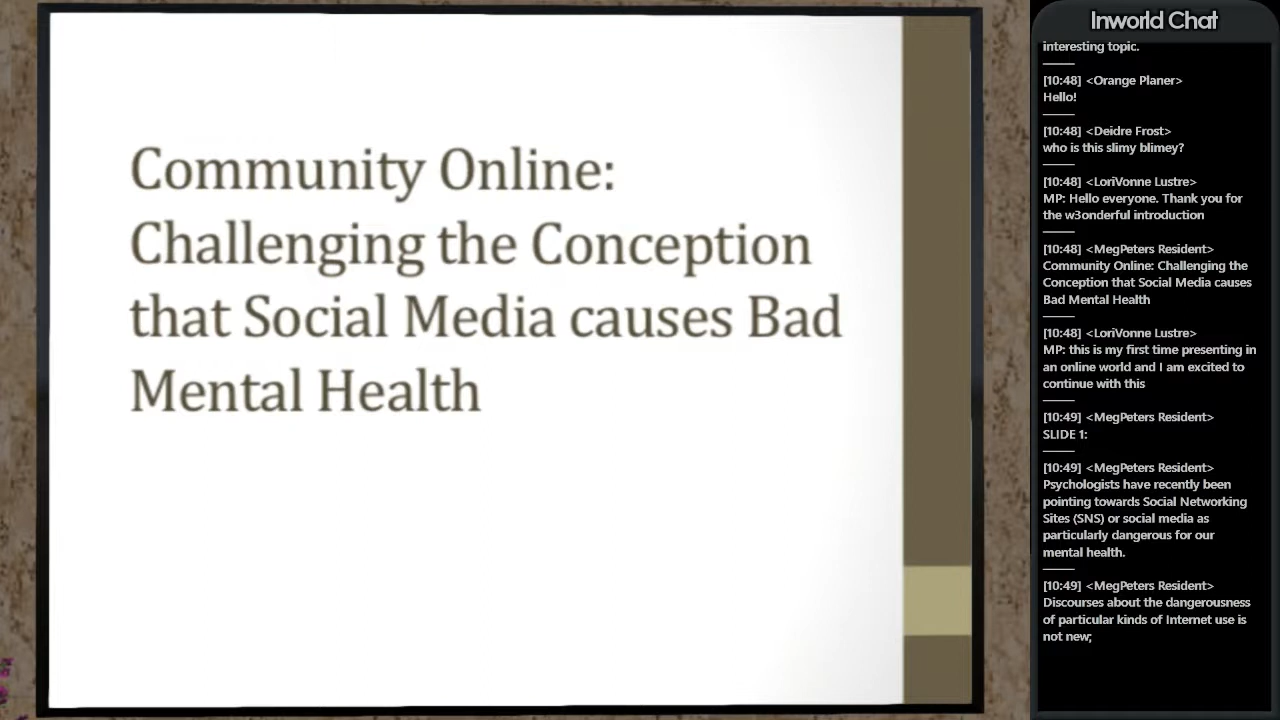 Community Online:
Challenging the Conception
that Social Media causes Bad
Mental Health
Inworld Chat
interesting topic.
[10:48] <Orange Planer>
Hello!
[10:48] <Deidre Frost>
who is this slimy blimey?
[10:48] <LoriVonne Lustre>
MP: Hello everyone. Thank you for
the w3onderful introduction
[10:48] <MegPeters Resident>
Community Online: Challenging the
Conception that Social Media causes
Bad Mental Health
[10:48] <LoriVonne Lustre>
MP: this is my first time presenting in
an online world and I am excited to
continue with this
[10:49] <MegPeters Resident>
SLIDE 1:
[10:49] <MegPeters Resident>
Psychologists have recently been
pointing towards Social Networking
Sites (SNS) or social media as
particularly dangerous for our
mental health.
[10:49] <MegPeters Resident>
Discourses about the dangerousness
of particular kinds of Internet use is
not new;